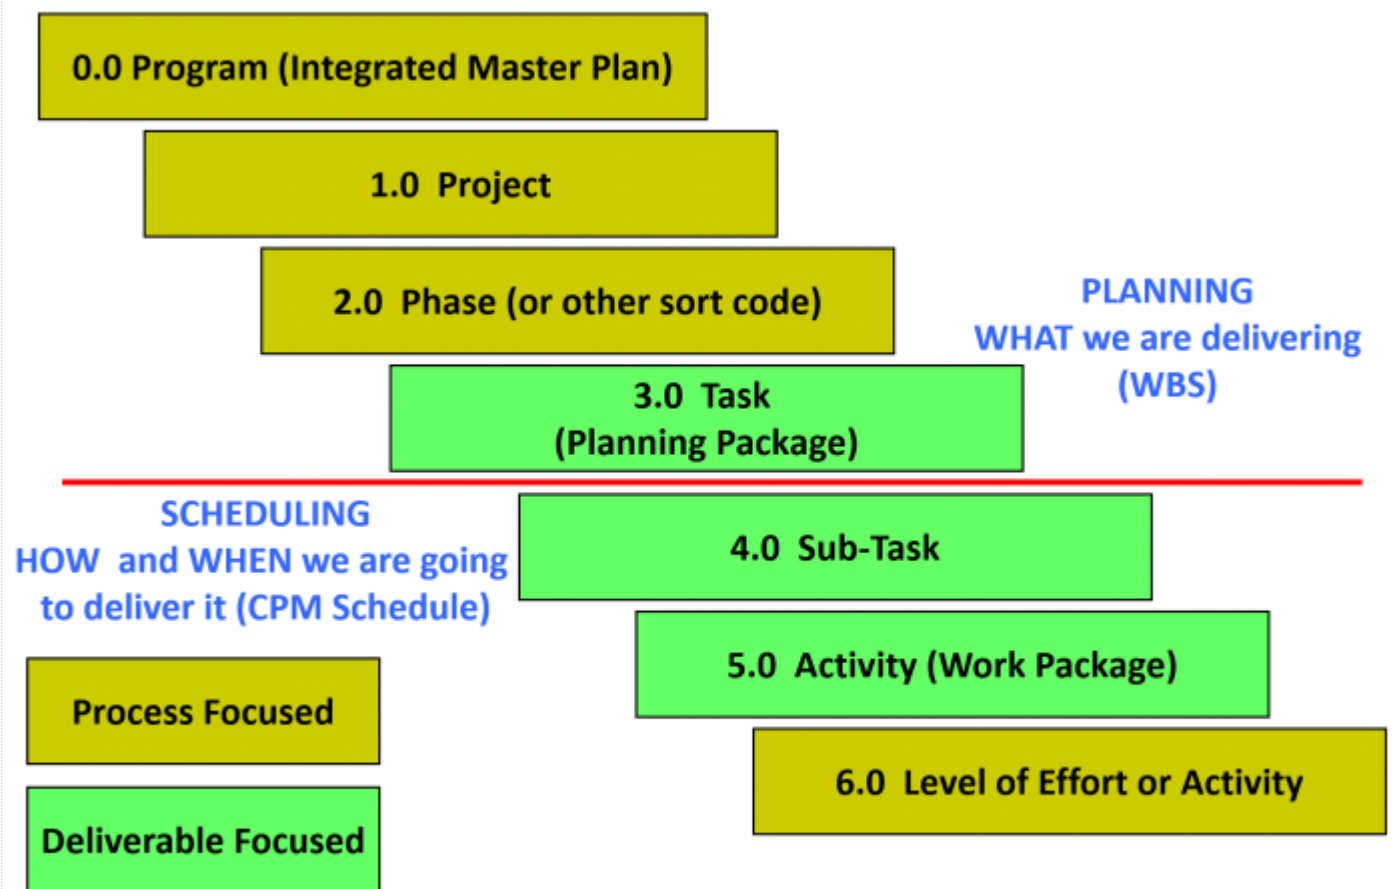 0.0 Program (Integrated Master Plan)
1.0  Project
2.0  Phase (or other sort code)
PLANNING
WHAT we are delivering
(WBS)
3.0  Task
(Planning Package)
SCHEDULING
HOW  and WHEN we are going
to deliver it (CPM Schedule)
4.0  Sub-Task
5.0  Activity (Work Package)
Process Focused
6.0  Level of Effort or Activity
Deliverable Focused